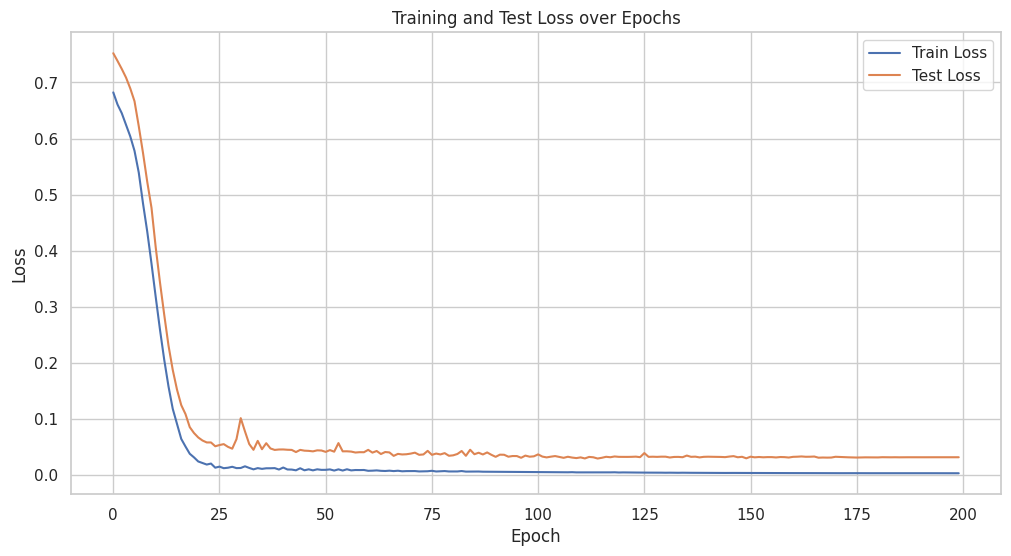 Training and Test Loss over Epochs
Train Loss
Test Loss
Loss
0.7
0.6
0.5
0.4
0.3
0.2
0.1
0.0
0 25 50 75 100 125 150 175 200
Epoch